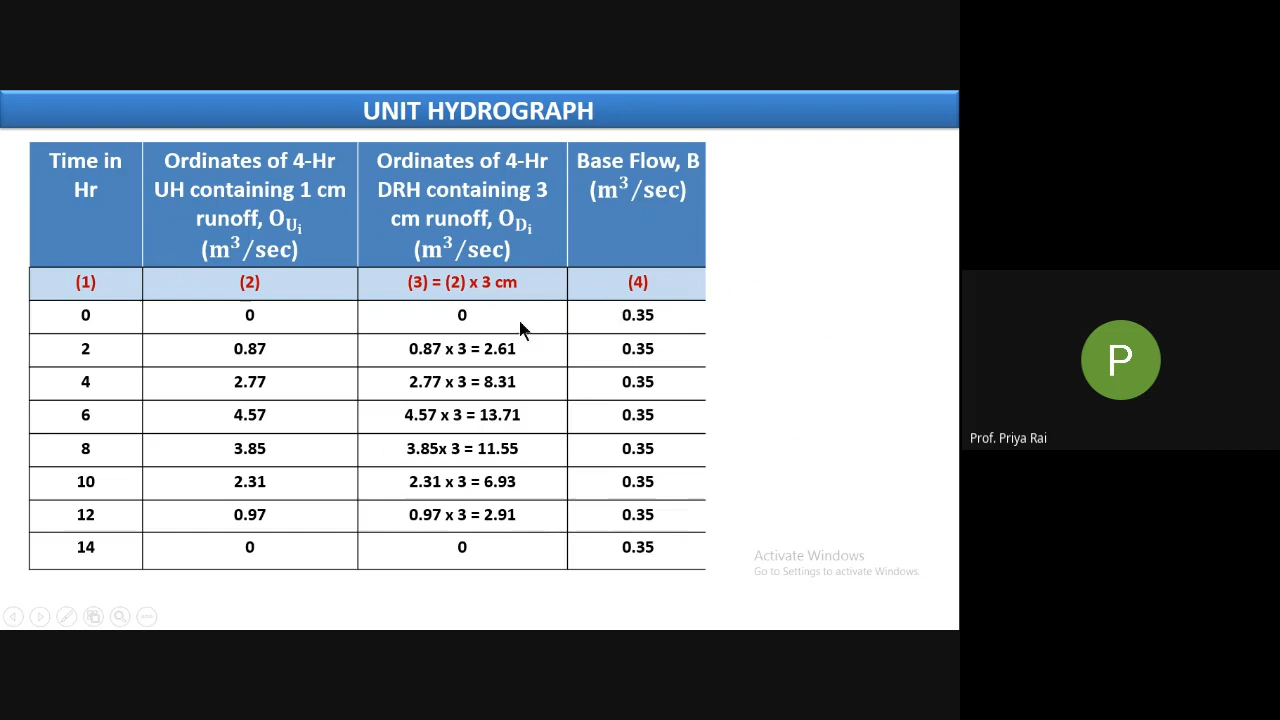 UNIT HYDROGRAPH
Time in Hr | Ordinates of 4-Hr UH containing 1 cm runoff, O_{U_i} (m³/sec) | Ordinates of 4-Hr DRH containing 3 cm runoff, O_{D_i} (m³/sec) | Base Flow, B (m³/sec)
(1) | (2) | (3) = (2) x 3 cm | (4)
0 | 0 | 0 | 0.35
2 | 0.87 | 0.87 x 3 = 2.61 | 0.35
4 | 2.77 | 2.77 x 3 = 8.31 | 0.35
6 | 4.57 | 4.57 x 3 = 13.71 | 0.35
8 | 3.85 | 3.85x 3 = 11.55 | 0.35
10 | 2.31 | 2.31 x 3 = 6.93 | 0.35
12 | 0.97 | 0.97 x 3 = 2.91 | 0.35
14 | 0 | 0 | 0.35
Activate Windows
Go to Settings to activate Windows.
P
Prof. Priya Rai